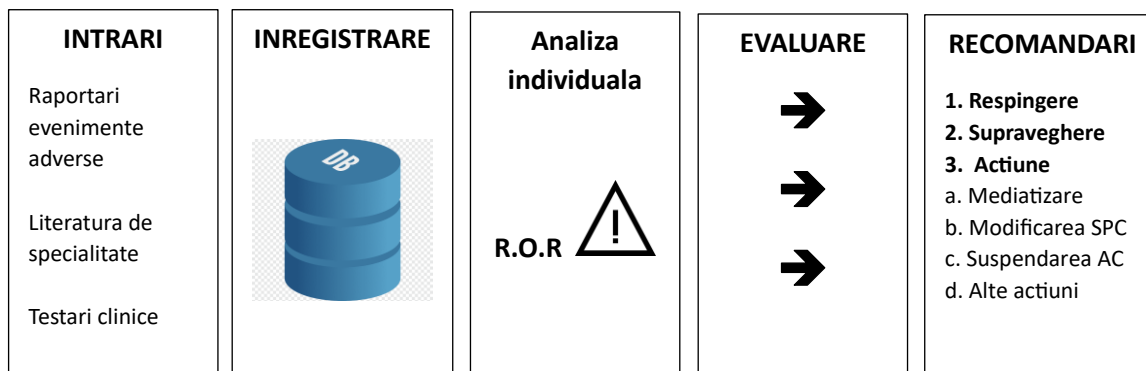 INTRARI
Raportari
evenimente
adverse
Literatura de
specialitate
Testari clinice
INREGISTRARE
DB
Analiza
individuala
R.O.R
!
EVALUARE
RECOMANDARI
1. Respingere
2. Supraveghere
3. Actiune
a. Mediatizare
b. Modificarea SPC
c. Suspendarea AC
d. Alte actiuni